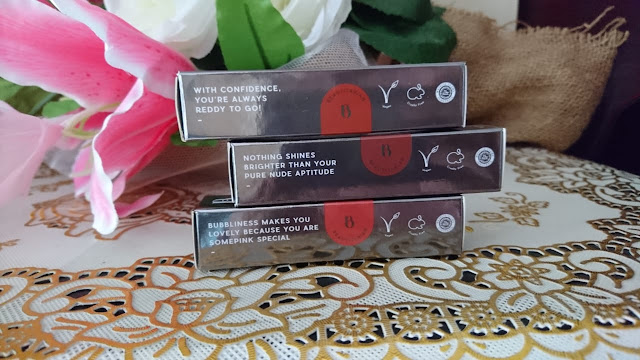 WITH CONFIDENCE,
YOU'RE ALWAYS
REDDY TO GO!
NOTHING SHINES
BRIGHTER THAN YOUR
PURE NUDE APTITUDE
BUBBLINESS MAKES YOU
LOVELY BECAUSE YOU ARE
SOMEPINK SPECIAL